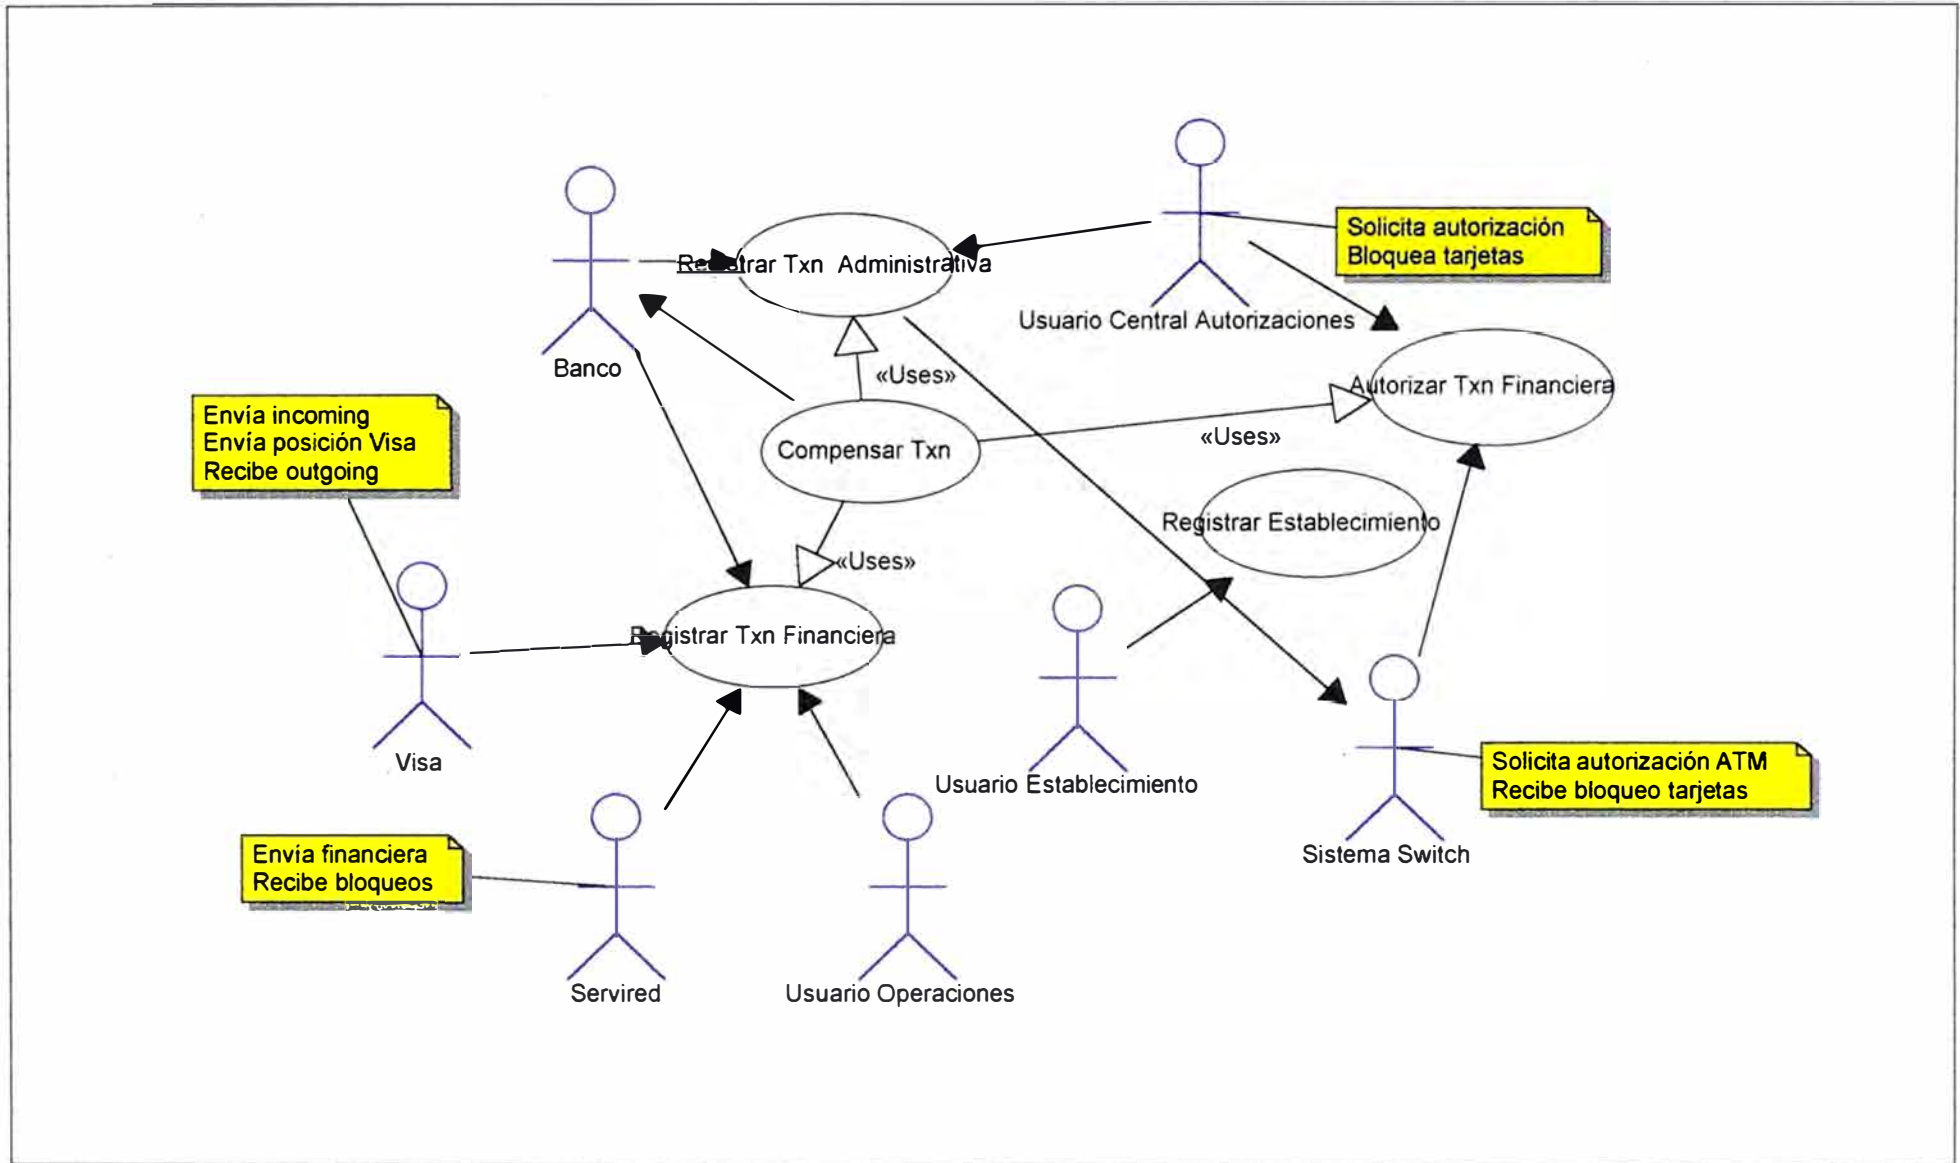 Solicita autorización
Bloquea tarjetas
Registrar Txn Administrativa
Usuario Central Autorizaciones
Banco
«Uses»
Autorizar Txn Financiera
Envía incoming
Envía posición Visa
Recibe outgoing
«Uses»
Compensar Txn
Registrar Establecimiento
«Uses»
Registrar Txn Financiera
Visa
Usuario Establecimiento
Solicita autorización ATM
Recibe bloqueo tarjetas
Envía financiera
Recibe bloqueos
Sistema Switch
Servired
Usuario Operaciones